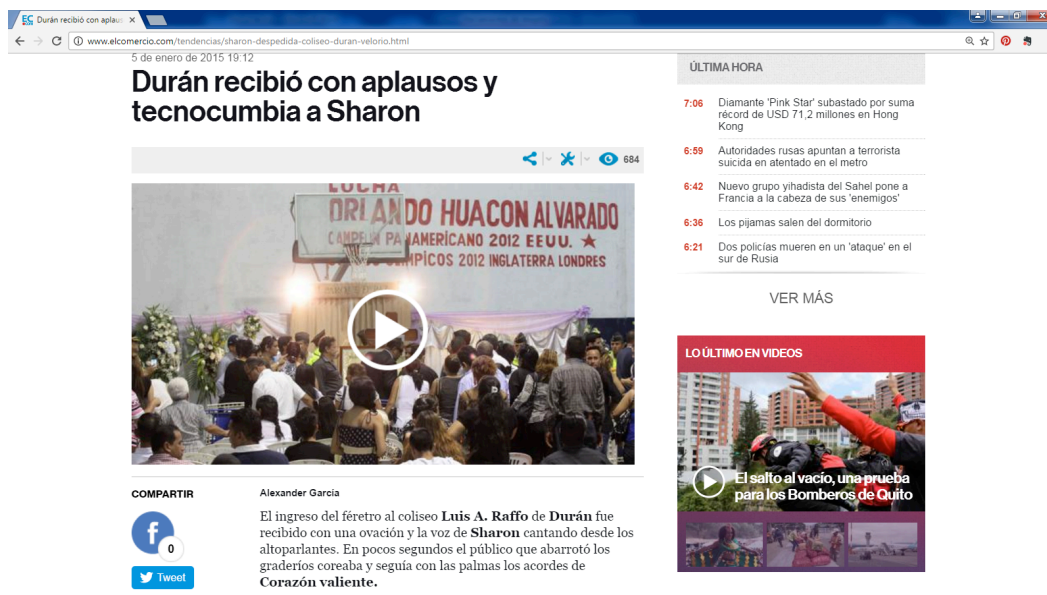 EC Durán recibió con aplaus
www.elcomercio.com/tendencias/sharon-despedida-coliseo-duran-velorio.html
5 de enero de 2015 19:12
Durán recibió con aplausos y
tecnocumbia a Sharon
684
LUCHA
ORLANDO HUACON ALVARADO
CAMPEON PANAMERICANO 2012 EEUU. ★
OLIMPICOS 2012 INGLATERRA LONDRES
COMPARTIR
0
Tweet
Alexander García
El ingreso del féretro al coliseo Luis A. Raffo de Durán fue
recibido con una ovación y la voz de Sharon cantando desde los
altoparlantes. En pocos segundos el público que abarrotó los
graderíos coreaba y seguía con las palmas los acordes de
Corazón valiente.
ÚLTIMA HORA
7:06 Diamante 'Pink Star' subastado por suma
récord de USD 71,2 millones en Hong
Kong
6:59 Autoridades rusas apuntan a terrorista
suicida en atentado en el metro
6:42 Nuevo grupo yihadista del Sahel pone a
Francia a la cabeza de sus 'enemigos'
6:36 Los pijamas salen del dormitorio
6:21 Dos policías mueren en un 'ataque' en el
sur de Rusia
VER MÁS
LO ÚLTIMO EN VIDEOS
El salto al vacío, una prueba
para los Bomberos de Quito